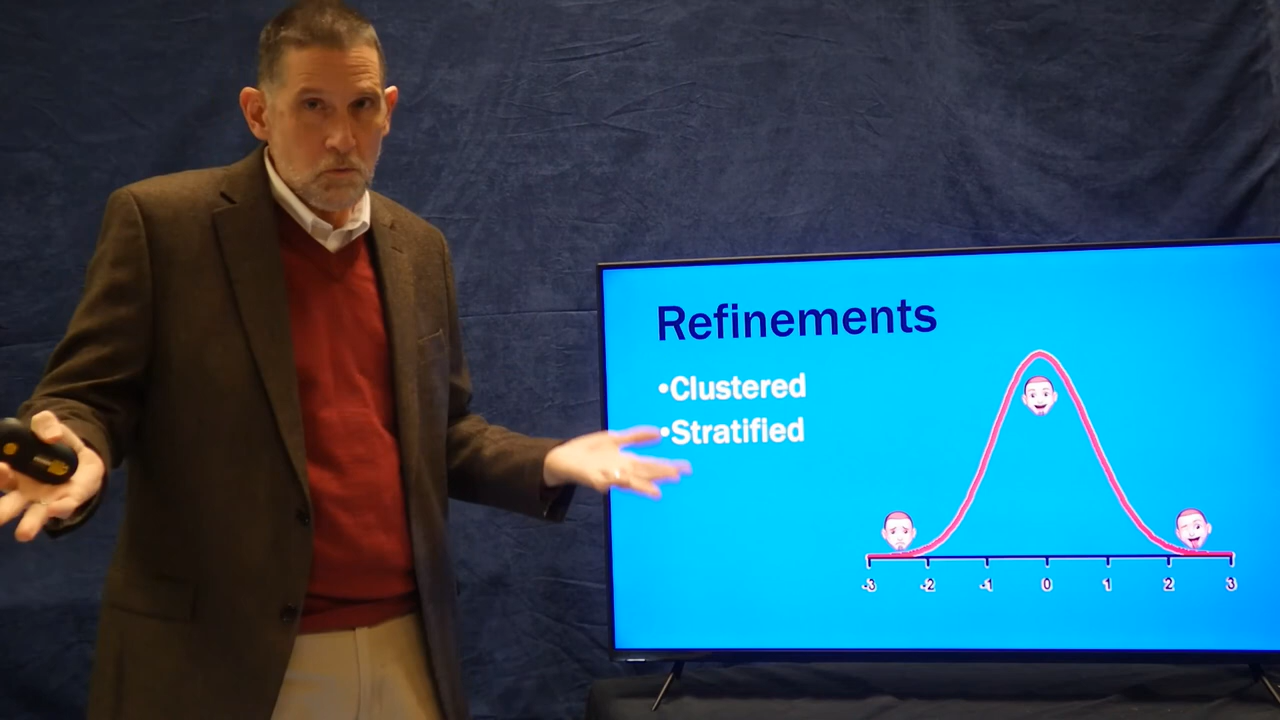 Refinements
•Clustered
•Stratified
-3 -2 -1 0 1 2 3